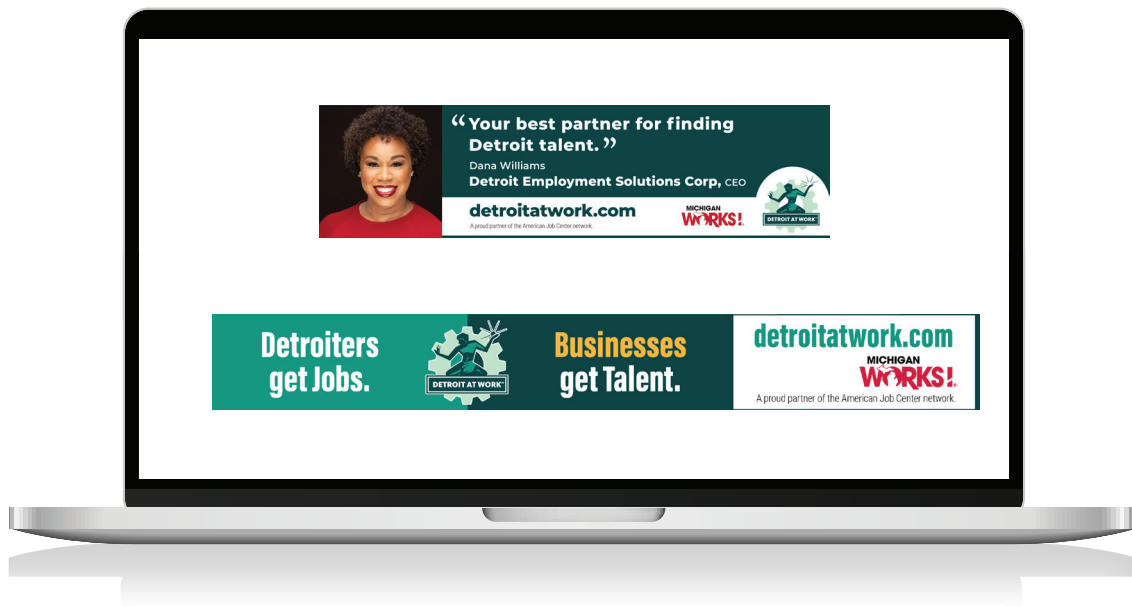 “Your best partner for finding
Detroit talent.”
Dana Williams
Detroit Employment Solutions Corp, CEO
detroitatwork.com
A proud partner of the American Job Center network.
MICHIGAN
WORKS!
DETROIT AT WORK™
Detroiters
get Jobs.
DETROIT AT WORK™
Businesses
get Talent.
detroitatwork.com
MICHIGAN
WORKS!®
A proud partner of the American Job Center network.